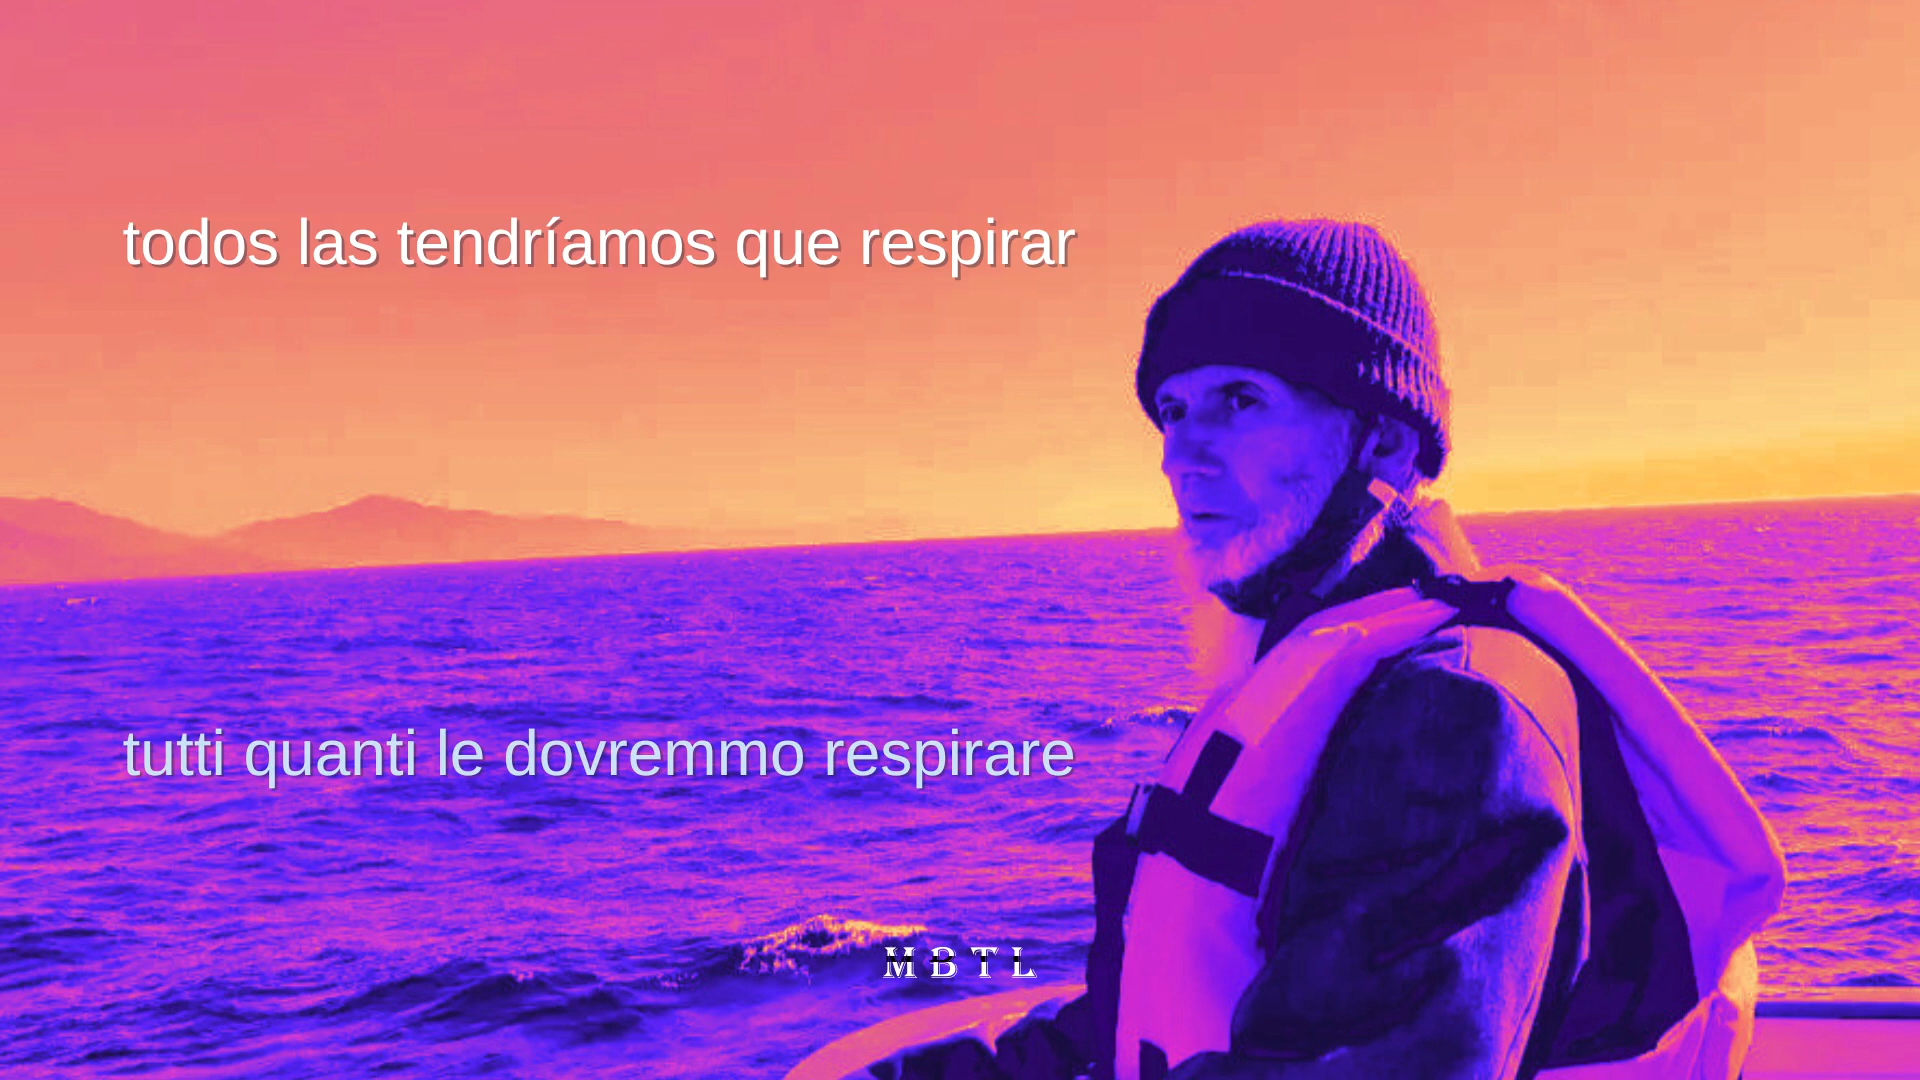 todos las tendríamos que respirar
tutti quanti le dovremmo respirare
MBTL